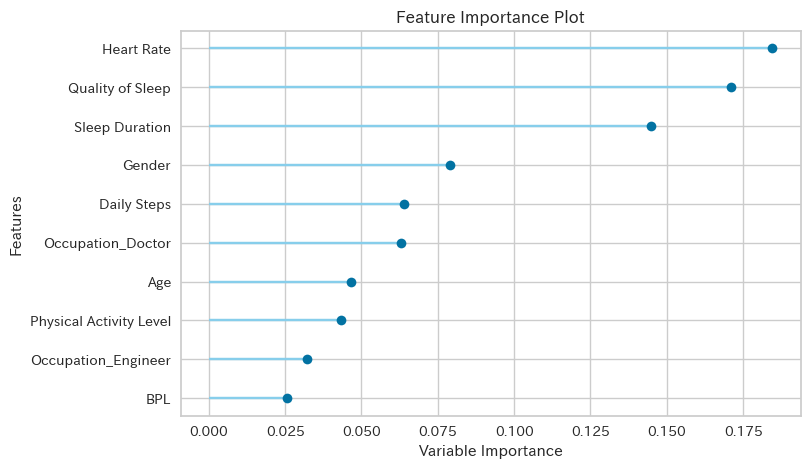 Feature Importance Plot
Features
Heart Rate
Quality of Sleep
Sleep Duration
Gender
Daily Steps
Occupation_Doctor
Age
Physical Activity Level
Occupation_Engineer
BPL
0.000 0.025 0.050 0.075 0.100 0.125 0.150 0.175
Variable Importance